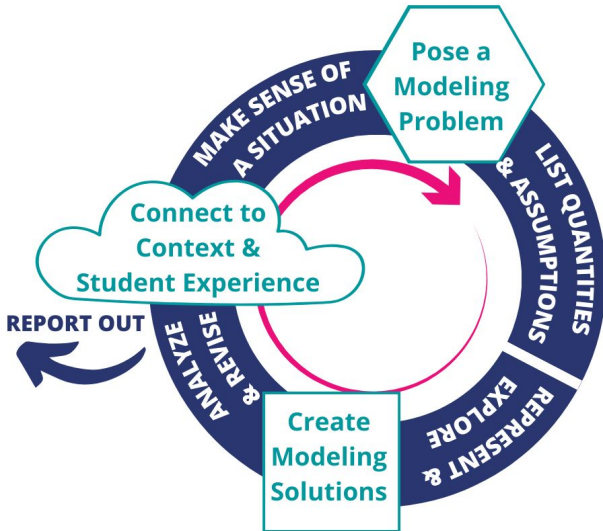 Pose a
Modeling
Problem
MAKE SENSE OF
A SITUATION
LIST QUANTITIES
& ASSUMPTIONS
Connect to
Context &
Student Experience
REPORT OUT
ANALYZE
& REVISE
REPRESENT &
EXPLORE
Create
Modeling
Solutions